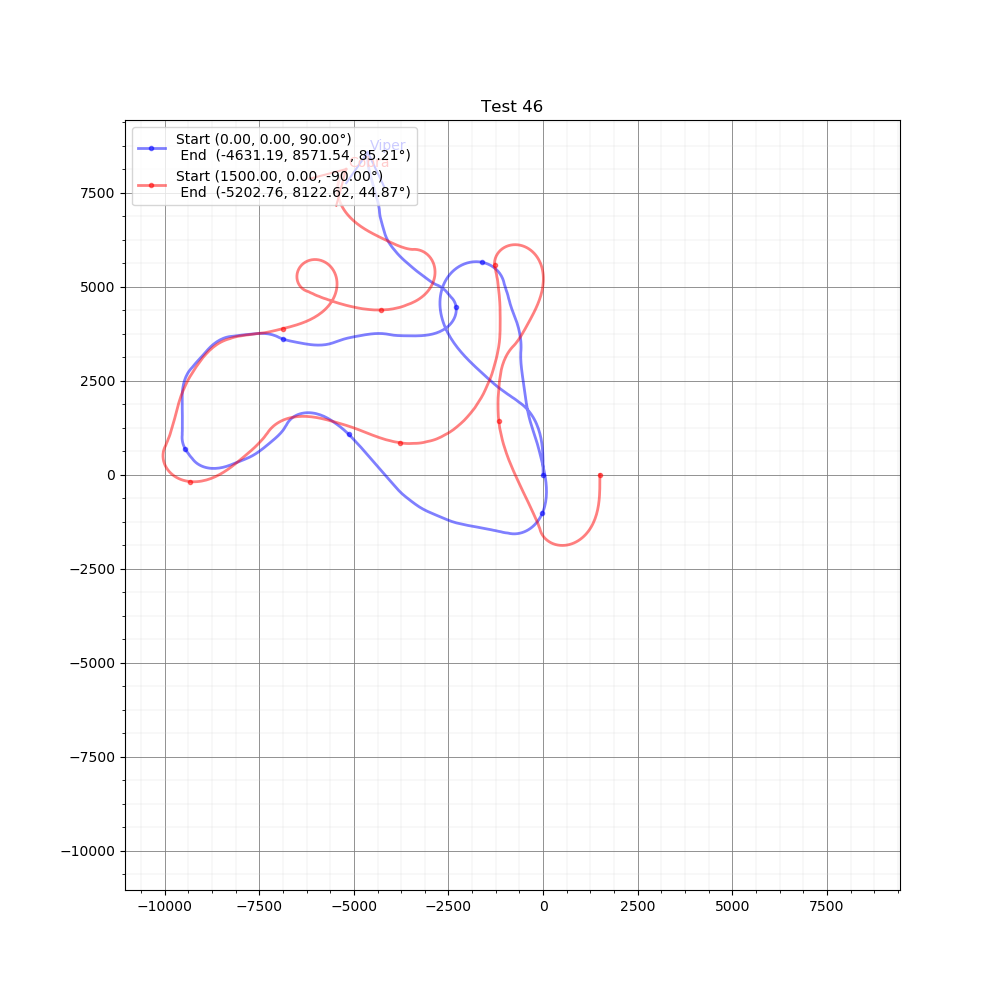 Test 46
Start (0.00, 0.00, 90.00°)
End (-4631.19, 8571.54, 85.21°)
Start (1500.00, 0.00, -90.00°)
End (-5202.76, 8122.62, 44.87°)
Viper
7500
5000
2500
0
−2500
−5000
−7500
−10000
−10000 −7500 −5000 −2500 0 2500 5000 7500